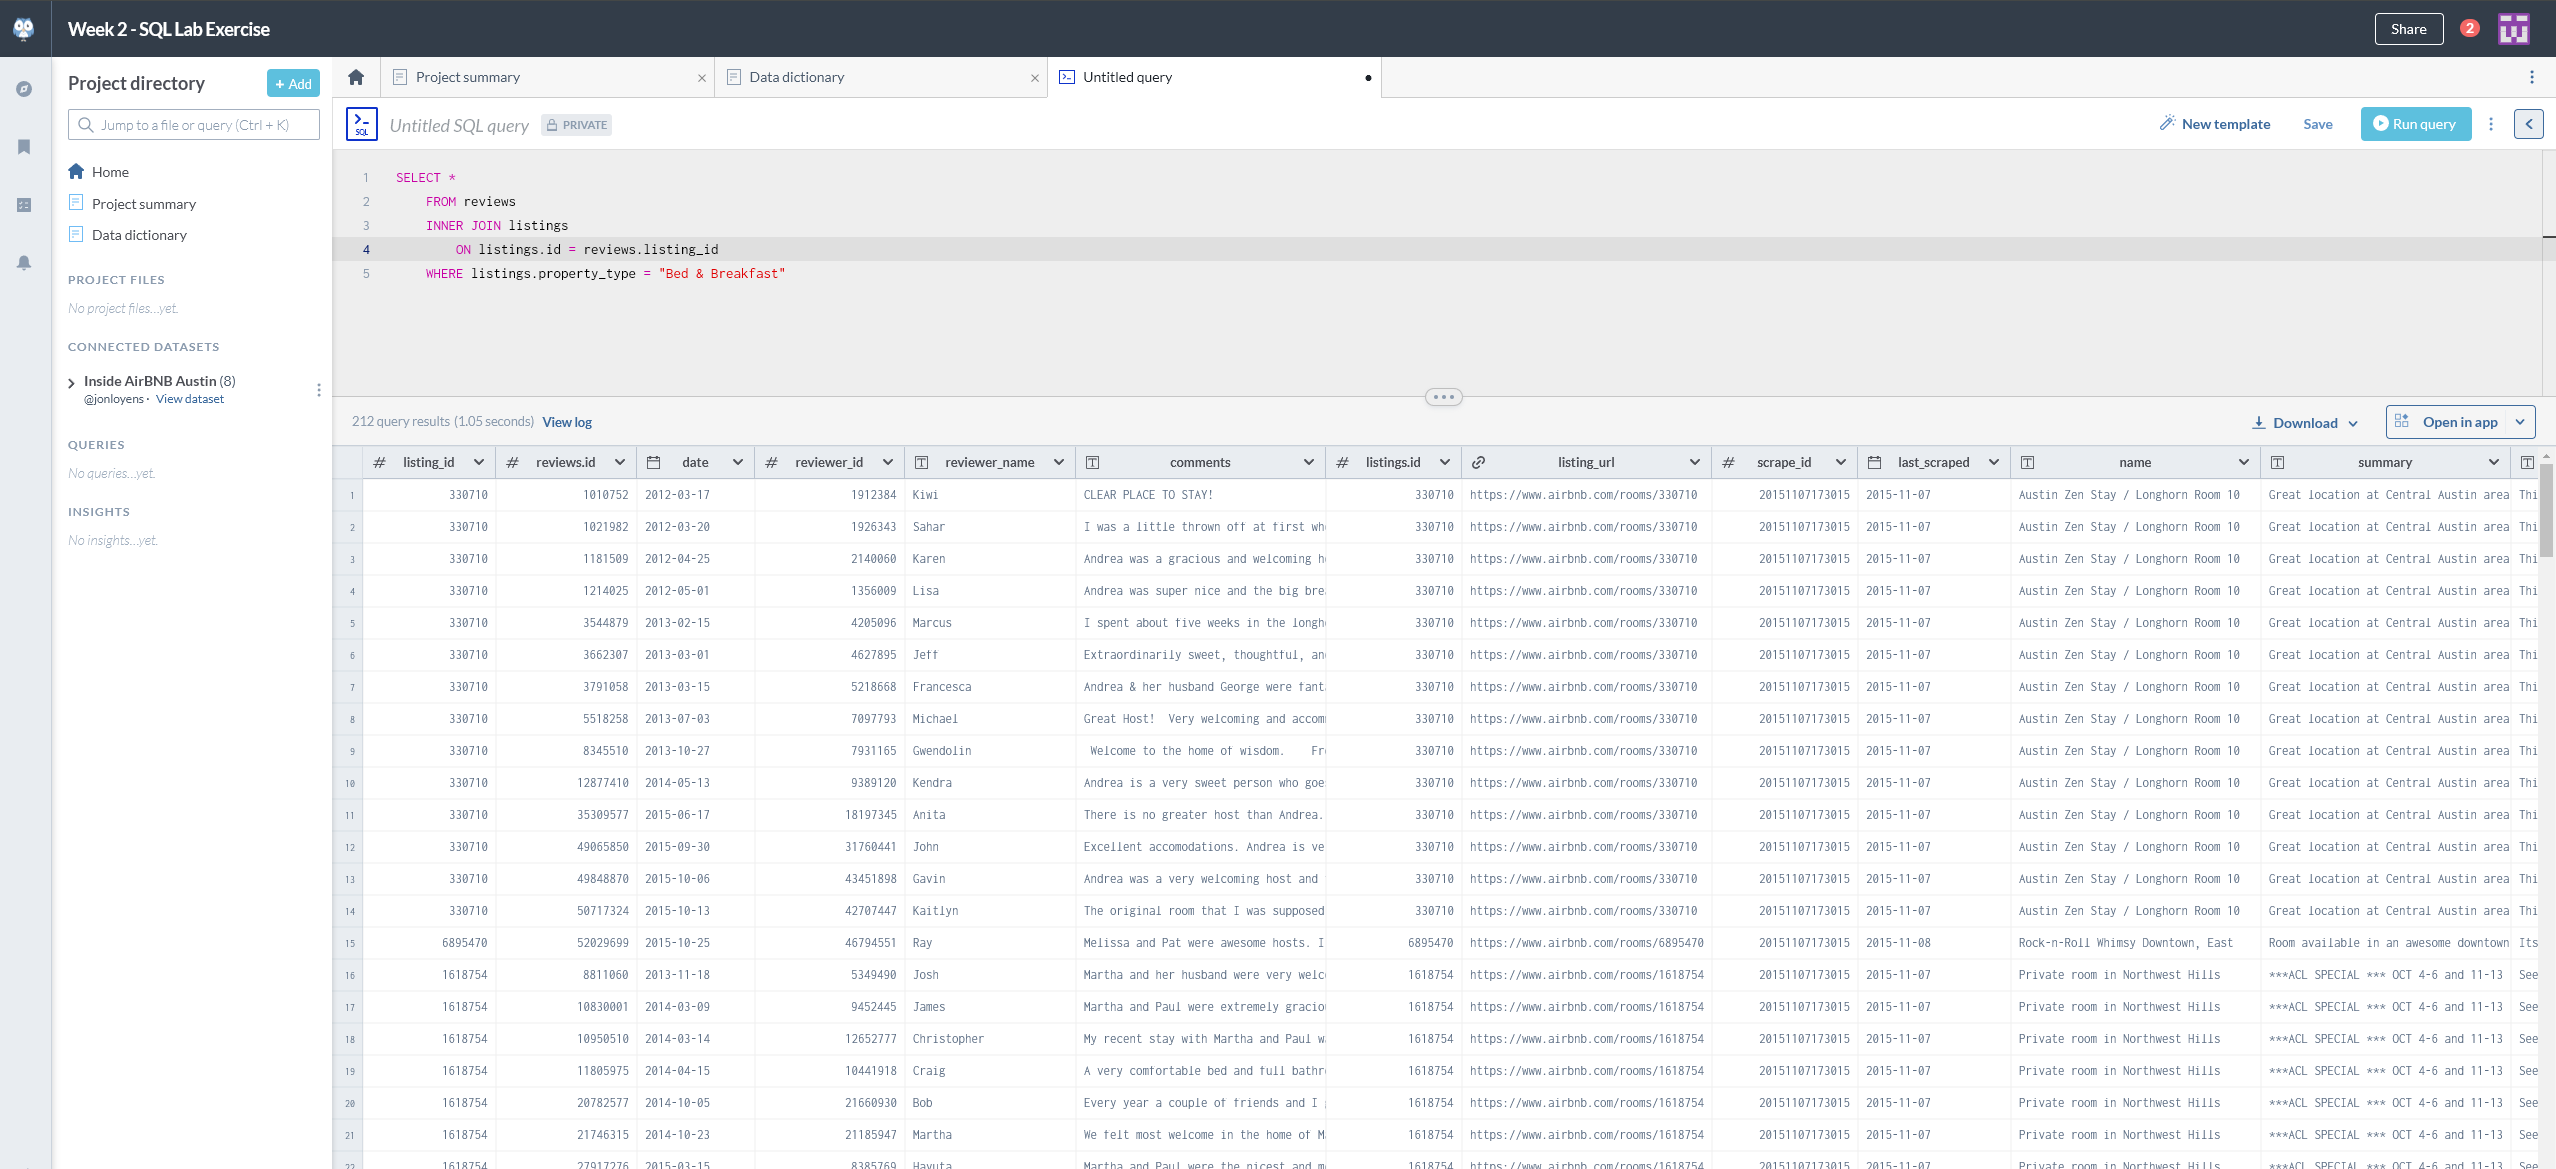 Week 2 - SQL Lab Exercise
Share
2
Project directory
+ Add
Jump to a file or query (Ctrl + K)
Home
Project summary
Data dictionary
PROJECT FILES
No project files...yet.
CONNECTED DATASETS
Inside AirBNB Austin (8)
@jonloyens · View dataset
QUERIES
No queries...yet.
INSIGHTS
No insights...yet.
Project summary
Data dictionary
Untitled query
SQL
Untitled SQL query PRIVATE
New template Save Run query
1 SELECT *
2 FROM reviews
3 INNER JOIN listings
4 ON listings.id = reviews.listing_id
5 WHERE listings.property_type = "Bed & Breakfast"
212 query results (1.05 seconds) View log
Download Open in app
# listing_id # reviews.id date # reviewer_id T reviewer_name T comments # listings.id listing_url # scrape_id last_scraped T name T summary T
1 330710 1010752 2012-03-17 1912384 Kiwi CLEAR PLACE TO STAY! 330710 https://www.airbnb.com/rooms/330710 20151107173015 2015-11-07 Austin Zen Stay / Longhorn Room 10 Great location at Central Austin area Thi
2 330710 1021982 2012-03-20 1926343 Sahar I was a little thrown off at first wh 330710 https://www.airbnb.com/rooms/330710 20151107173015 2015-11-07 Austin Zen Stay / Longhorn Room 10 Great location at Central Austin area Thi
3 330710 1181509 2012-04-25 2140060 Karen Andrea was a gracious and welcoming h 330710 https://www.airbnb.com/rooms/330710 20151107173015 2015-11-07 Austin Zen Stay / Longhorn Room 10 Great location at Central Austin area Thi
4 330710 1214025 2012-05-01 1356009 Lisa Andrea was super nice and the big bre 330710 https://www.airbnb.com/rooms/330710 20151107173015 2015-11-07 Austin Zen Stay / Longhorn Room 10 Great location at Central Austin area Thi
5 330710 3544879 2013-02-15 4205096 Marcus I spent about five weeks in the longh 330710 https://www.airbnb.com/rooms/330710 20151107173015 2015-11-07 Austin Zen Stay / Longhorn Room 10 Great location at Central Austin area Thi
6 330710 3662307 2013-03-01 4627895 Jeff Extraordinarily sweet, thoughtful, an 330710 https://www.airbnb.com/rooms/330710 20151107173015 2015-11-07 Austin Zen Stay / Longhorn Room 10 Great location at Central Austin area Thi
7 330710 3791058 2013-03-15 5218668 Francesca Andrea & her husband George were fant 330710 https://www.airbnb.com/rooms/330710 20151107173015 2015-11-07 Austin Zen Stay / Longhorn Room 10 Great location at Central Austin area Thi
8 330710 5518258 2013-07-03 7097793 Michael Great Host! Very welcoming and accom 330710 https://www.airbnb.com/rooms/330710 20151107173015 2015-11-07 Austin Zen Stay / Longhorn Room 10 Great location at Central Austin area Thi
9 330710 8345510 2013-10-27 7931165 Gwendolin Welcome to the home of wisdom. Fr 330710 https://www.airbnb.com/rooms/330710 20151107173015 2015-11-07 Austin Zen Stay / Longhorn Room 10 Great location at Central Austin area Thi
10 330710 12877410 2014-05-13 9389120 Kendra Andrea is a very sweet person who goe 330710 https://www.airbnb.com/rooms/330710 20151107173015 2015-11-07 Austin Zen Stay / Longhorn Room 10 Great location at Central Austin area Thi
11 330710 35309577 2015-06-17 18197345 Anita There is no greater host than Andrea. 330710 https://www.airbnb.com/rooms/330710 20151107173015 2015-11-07 Austin Zen Stay / Longhorn Room 10 Great location at Central Austin area Thi
12 330710 49065850 2015-09-30 31760441 John Excellent accomodations. Andrea is ve 330710 https://www.airbnb.com/rooms/330710 20151107173015 2015-11-07 Austin Zen Stay / Longhorn Room 10 Great location at Central Austin area Thi
13 330710 49848870 2015-10-06 43451898 Gavin Andrea was a very welcoming host and 330710 https://www.airbnb.com/rooms/330710 20151107173015 2015-11-07 Austin Zen Stay / Longhorn Room 10 Great location at Central Austin area Thi
14 330710 50717324 2015-10-13 42707447 Kaitlyn The original room that I was supposed 330710 https://www.airbnb.com/rooms/330710 20151107173015 2015-11-07 Austin Zen Stay / Longhorn Room 10 Great location at Central Austin area Thi
15 6895470 52029699 2015-10-25 46794551 Ray Melissa and Pat were awesome hosts. I 6895470 https://www.airbnb.com/rooms/6895470 20151107173015 2015-11-08 Rock-n-Roll Whimsy Downtown, East Room available in an awesome downtown Its
16 1618754 8811060 2013-11-18 5349490 Josh Martha and her husband were very welc 1618754 https://www.airbnb.com/rooms/1618754 20151107173015 2015-11-07 Private room in Northwest Hills ***ACL SPECIAL *** OCT 4-6 and 11-13 See
17 1618754 10830001 2014-03-09 9452445 James Martha and Paul were extremely graciou 1618754 https://www.airbnb.com/rooms/1618754 20151107173015 2015-11-07 Private room in Northwest Hills ***ACL SPECIAL *** OCT 4-6 and 11-13 See
18 1618754 10950510 2014-03-14 12652777 Christopher My recent stay with Martha and Paul w 1618754 https://www.airbnb.com/rooms/1618754 20151107173015 2015-11-07 Private room in Northwest Hills ***ACL SPECIAL *** OCT 4-6 and 11-13 See
19 1618754 11805975 2014-04-15 10441918 Craig A very comfortable bed and full bathr 1618754 https://www.airbnb.com/rooms/1618754 20151107173015 2015-11-07 Private room in Northwest Hills ***ACL SPECIAL *** OCT 4-6 and 11-13 See
20 1618754 20782577 2014-10-05 21660930 Bob Every year a couple of friends and I 1618754 https://www.airbnb.com/rooms/1618754 20151107173015 2015-11-07 Private room in Northwest Hills ***ACL SPECIAL *** OCT 4-6 and 11-13 See
21 1618754 21746315 2014-10-23 21185947 Martha We felt most welcome in the home of M 1618754 https://www.airbnb.com/rooms/1618754 20151107173015 2015-11-07 Private room in Northwest Hills ***ACL SPECIAL *** OCT 4-6 and 11-13 See
22 1618754 27917276 2015-03-15 8385769 Hayuta Martha and Paul were the nicest and m 1618754 https://www.airbnb.com/rooms/1618754 20151107173015 2015-11-07 Private room in Northwest Hills ***ACL SPECIAL *** OCT 4-6 and 11-13 See